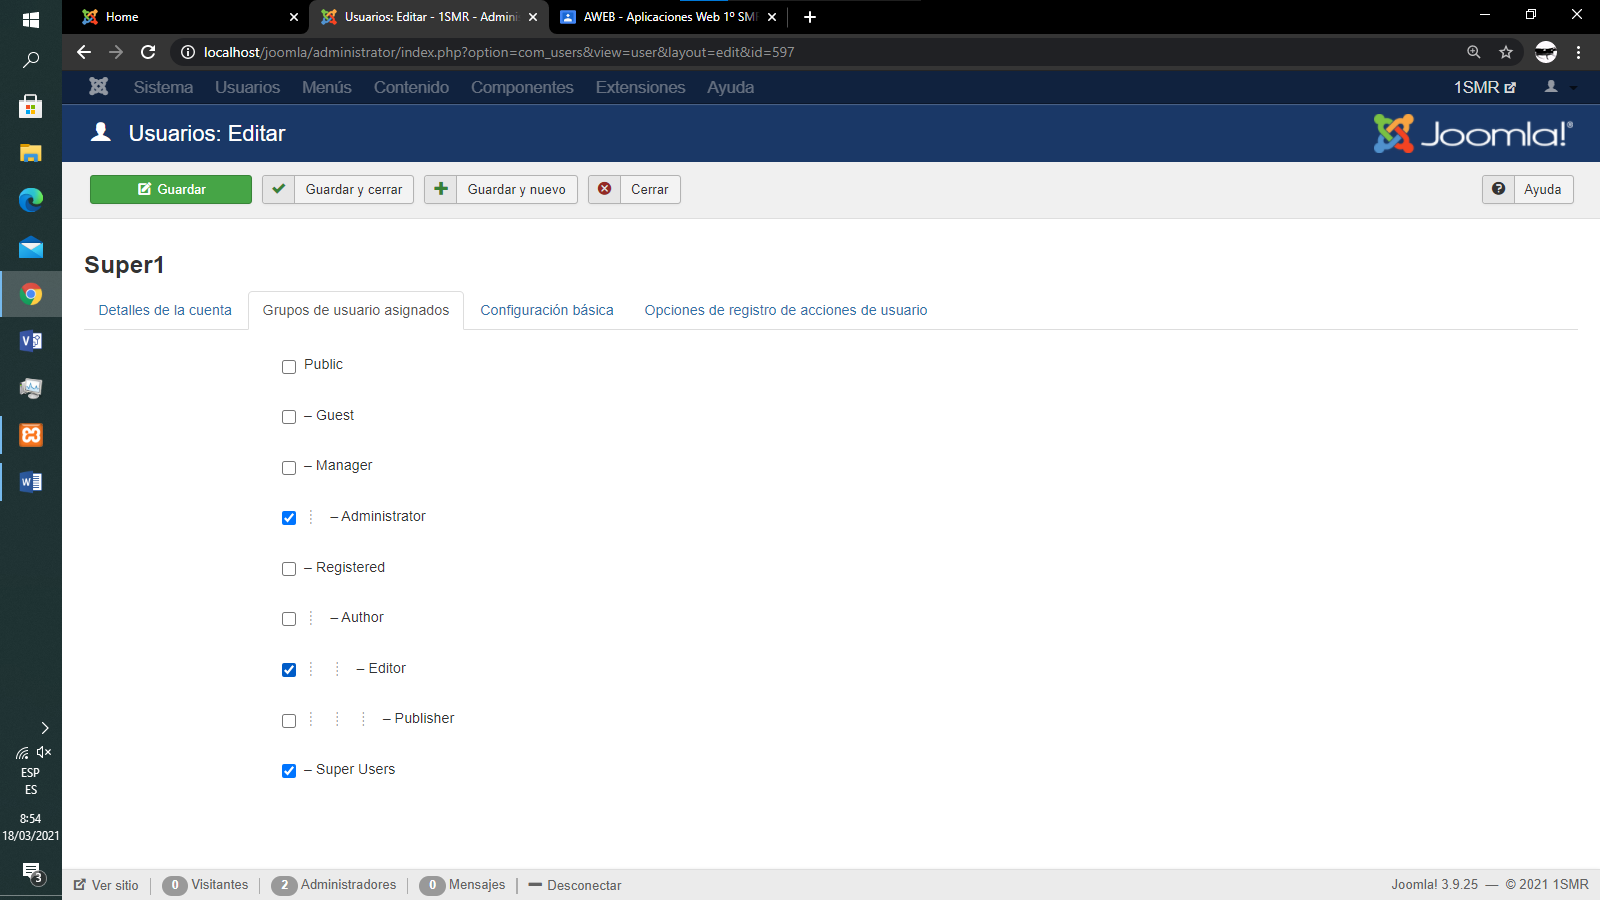 Home
Usuarios: Editar - 1SMR - Admini
AWEB - Aplicaciones Web 1º SM
localhost/joomla/administrator/index.php?option=com_users&view=user&layout=edit&id=597
Sistema Usuarios Menús Contenido Componentes Extensiones Ayuda 1SMR
Usuarios: Editar
Joomla!®
Guardar
Guardar y cerrar
Guardar y nuevo
Cerrar
Ayuda
Super1
Detalles de la cuenta
Grupos de usuario asignados
Configuración básica
Opciones de registro de acciones de usuario
Public
– Guest
– Manager
– Administrator
– Registered
– Author
– Editor
– Publisher
– Super Users
ESP
ES
8:54
18/03/2021
3
Ver sitio 0 Visitantes 2 Administradores 0 Mensajes Desconectar
Joomla! 3.9.25 — © 2021 1SMR